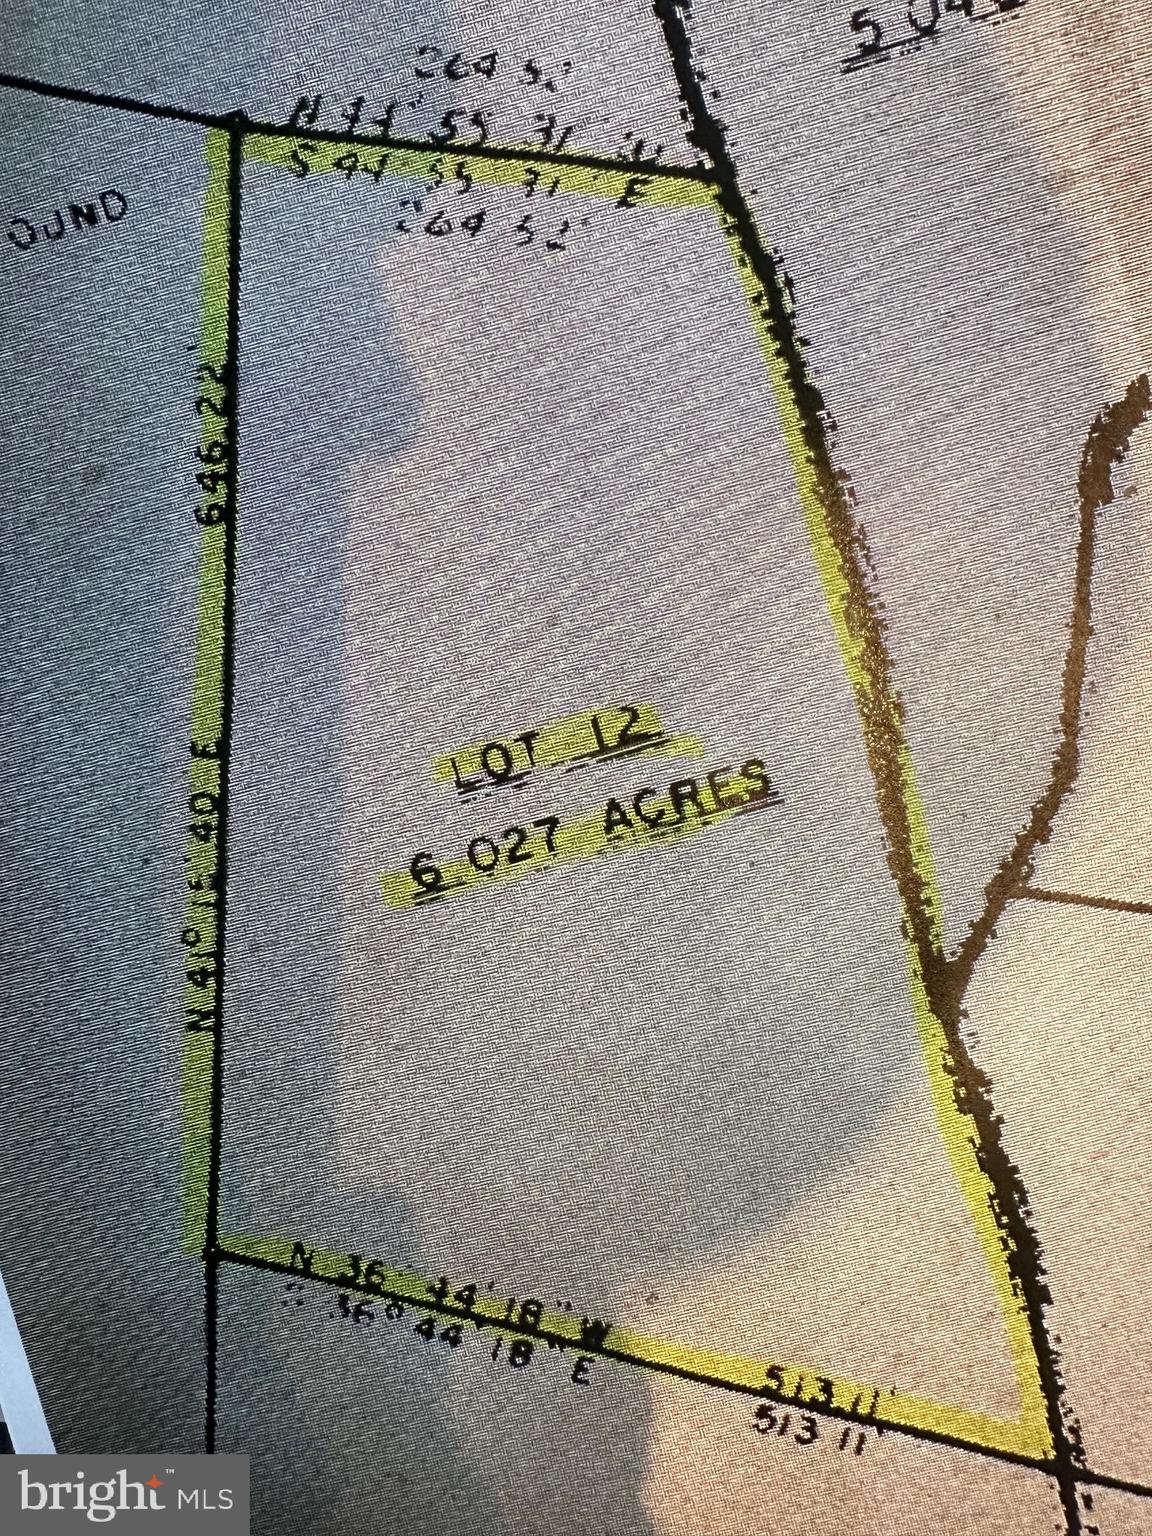 264 52'
N 44° 55 31 W
S 44 55 31 E
264 52'
OUND
646 22'
N 41° 15' 40 E
LOT 12
6 027 ACRES
N 36° 44' 18" W
S 36° 44' 18" E
513 11'
513 11'
bright™ MLS